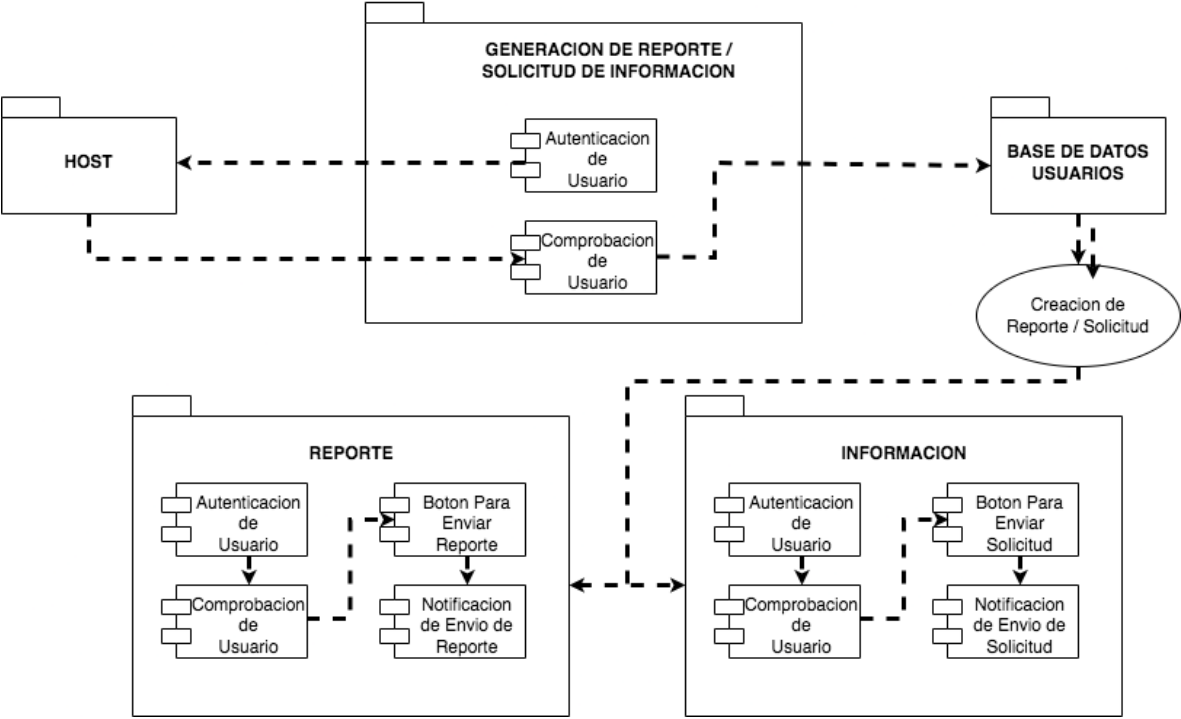 GENERACION DE REPORTE /
SOLICITUD DE INFORMACION
HOST
Autenticacion
de
Usuario
Comprobacion
de
Usuario
BASE DE DATOS
USUARIOS
Creacion de
Reporte / Solicitud
REPORTE
Autenticacion
de
Usuario
Comprobacion
de
Usuario
Boton Para
Enviar
Reporte
Notificacion
de Envio de
Reporte
INFORMACION
Autenticacion
de
Usuario
Comprobacion
de
Usuario
Boton Para
Enviar
Solicitud
Notificacion
de Envio de
Solicitud